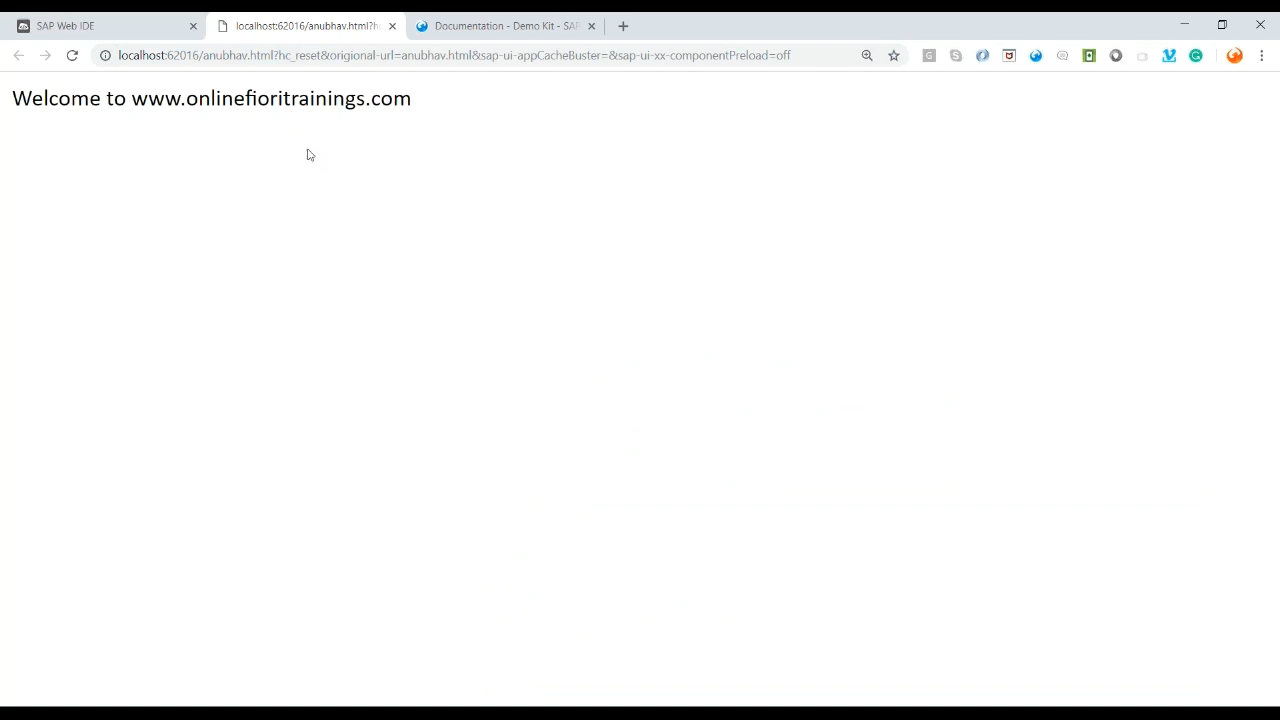 SAP Web IDE
localhost:62016/anubhav.html?hc
Documentation - Demo Kit - SAP
localhost:62016/anubhav.html?hc_reset&origional-url=anubhav.html&sap-ui-appCacheBuster=&sap-ui-xx-componentPreload=off
Welcome to www.onlinefioritrainings.com